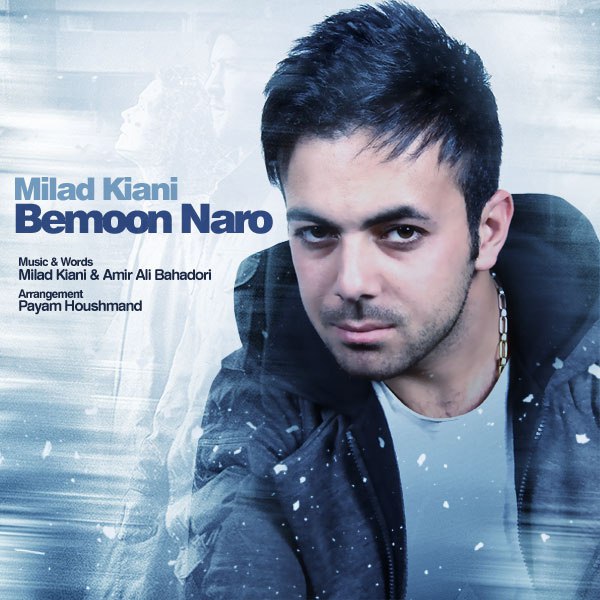 Milad Kiani
Bemoon Naro
Music & Words
Milad Kiani & Amir Ali Bahadori
Arrangement
Payam Houshmand